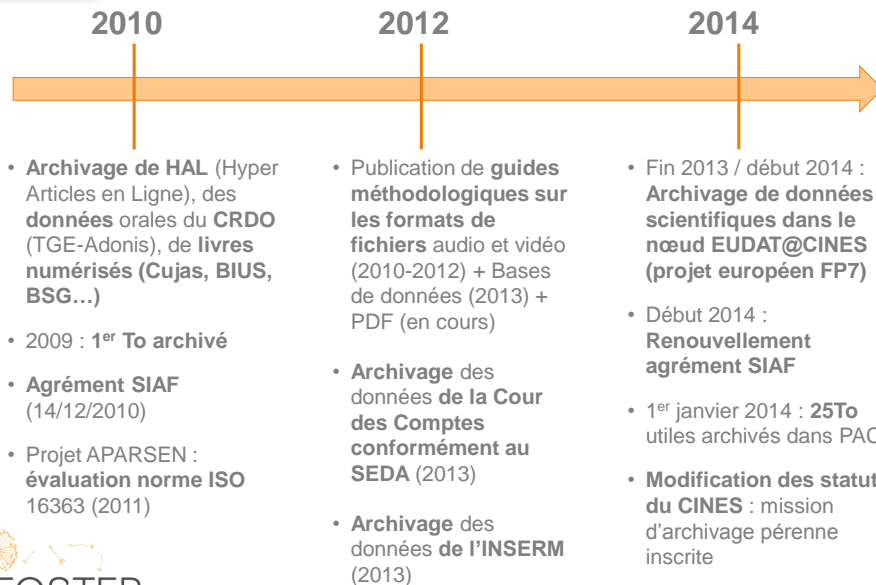 2010
2012
2014
• Archivage de HAL (Hyper
Articles en Ligne), des
données orales du CRDO
(TGE-Adonis), de livres
numérisés (Cujas, BIUS,
BSG…)
• 2009 : 1er To archivé
• Agrément SIAF
(14/12/2010)
• Projet APARSEN :
évaluation norme ISO
16363 (2011)
• Publication de guides
méthodologiques sur
les formats de
fichiers audio et vidéo
(2010-2012) + Bases
de données (2013) +
PDF (en cours)
• Archivage des
données de la Cour
des Comptes
conformément au
SEDA (2013)
• Archivage des
données de l'INSERM
(2013)
• Fin 2013 / début 2014 :
Archivage de données
scientifiques dans le
nœud EUDAT@CINES
(projet européen FP7)
• Début 2014 :
Renouvellement
agrément SIAF
• 1er janvier 2014 : 25To
utiles archivés dans PAC
• Modification des statut
du CINES : mission
d'archivage pérenne
inscrite
FOSTER